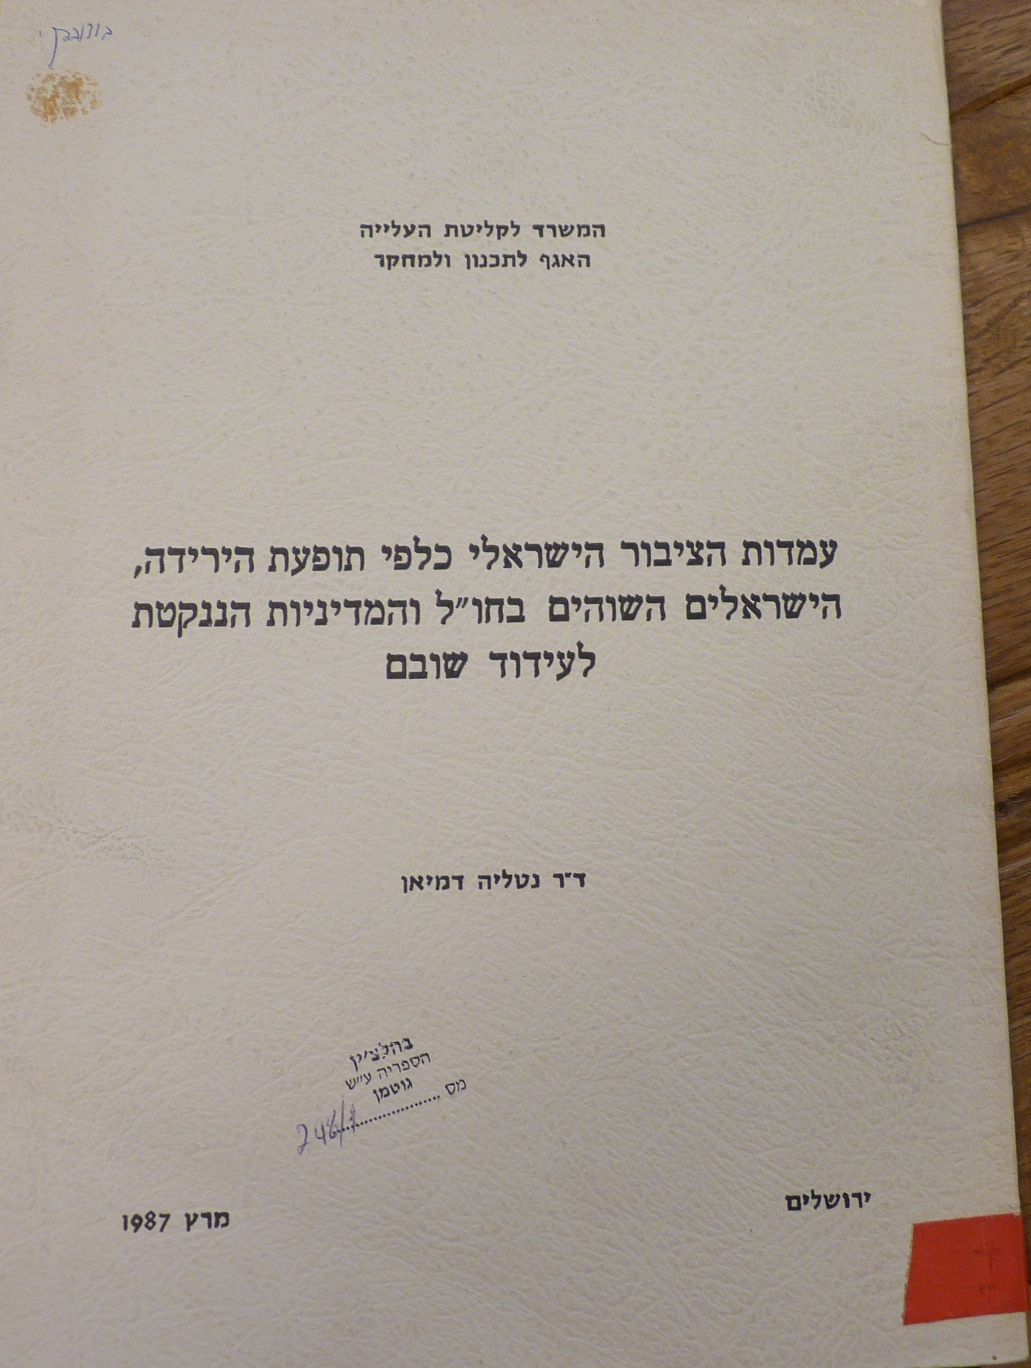 המשרד לקליטת העלייה
האגף לתכנון ולמחקר
עמדות הציבור הישראלי כלפי תופעת הירידה,
הישראלים השוהים בחו״ל והמדיניות הננקטת
לעידוד שובם
ד״ר נטליה דמיאן
הספריה ע״ש
גוטמן
מס
ירושלים
מרץ 1987